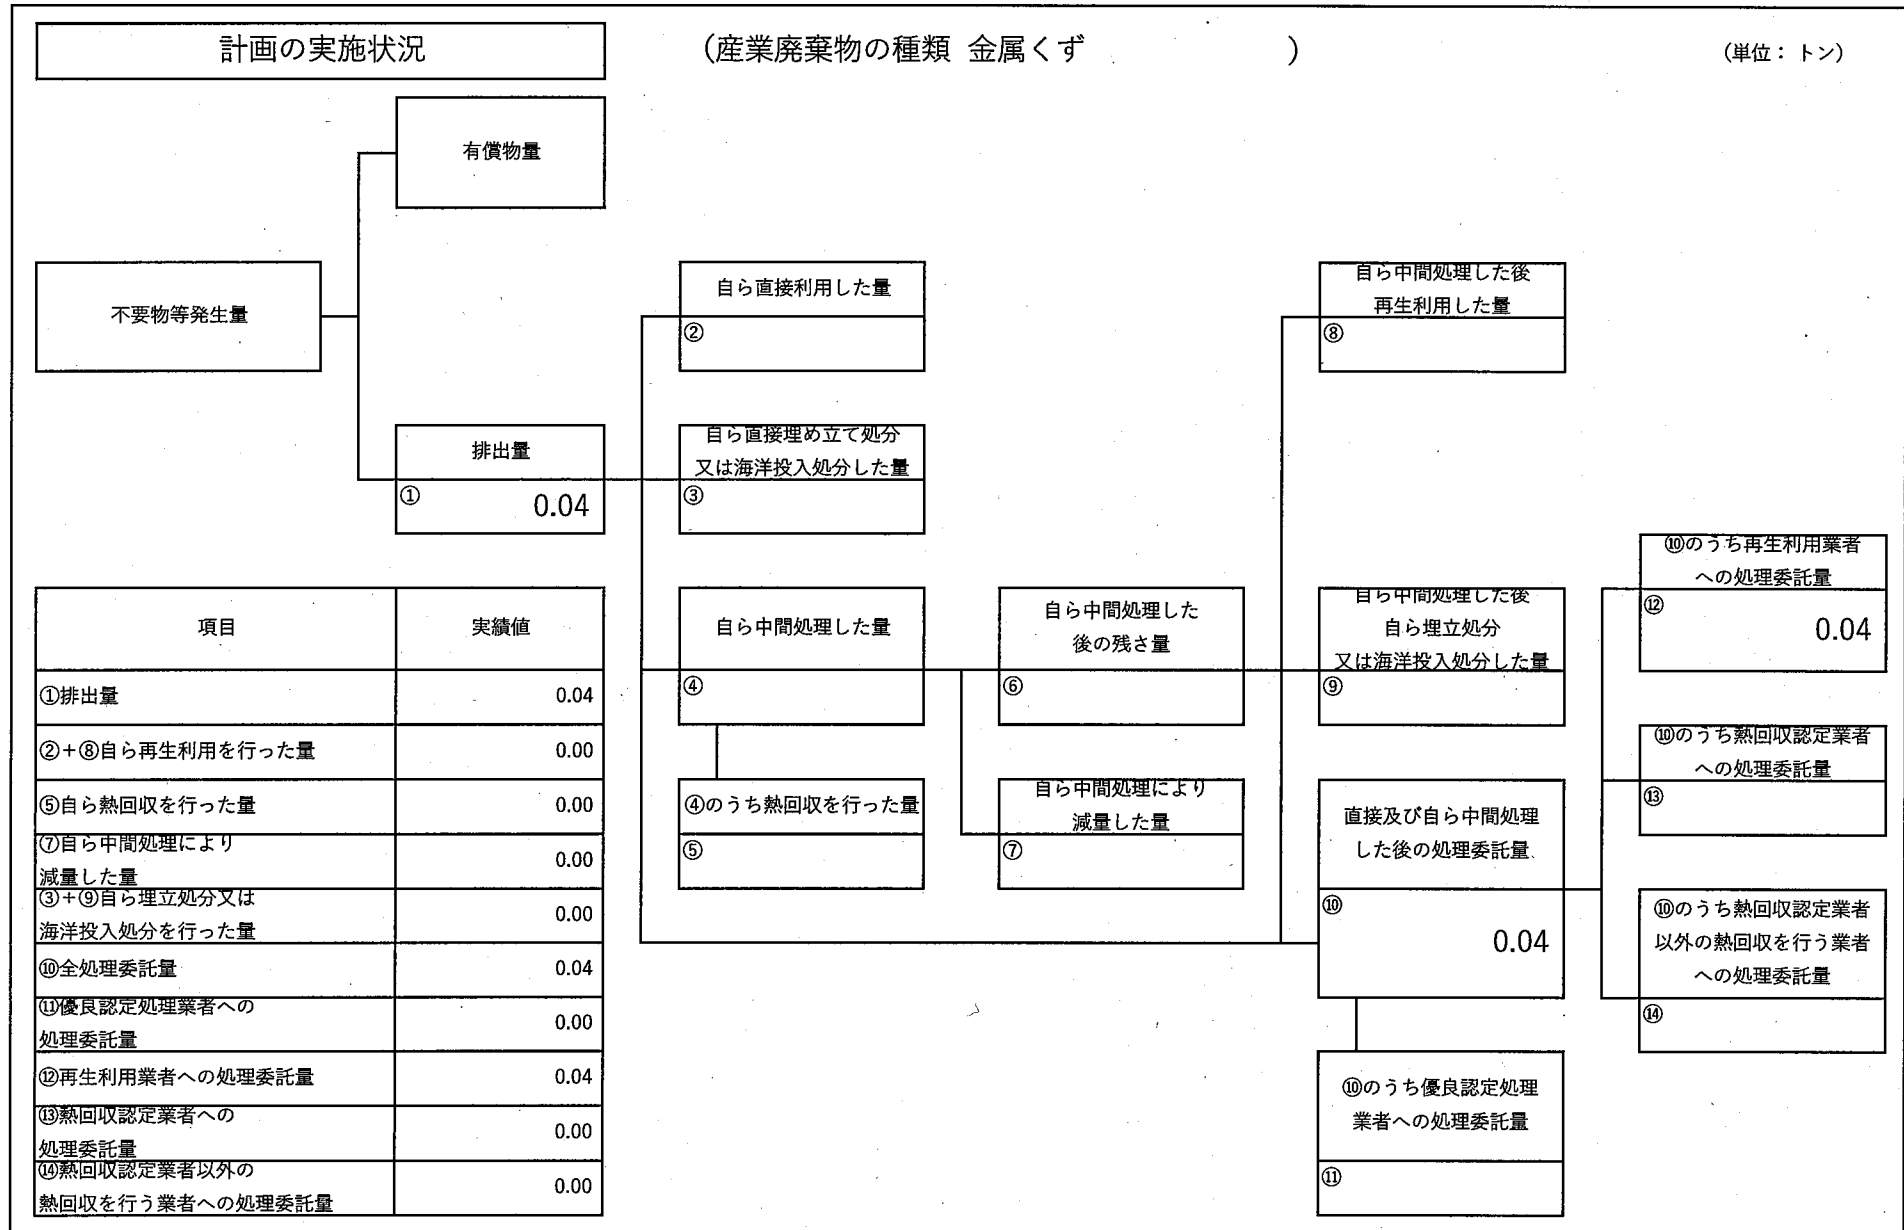 計画の実施状況
（産業廃棄物の種類 金属くず ）
（単位：トン）
有償物量
不要物等発生量
自ら直接利用した量
②
自ら中間処理した後
再生利用した量
⑧
排出量
① 0.04
自ら直接埋め立て処分
又は海洋投入処分した量
③
⑩のうち再生利用業者
への処理委託量
⑫
0.04
自ら中間処理した量
④
自ら中間処理した
後の残さ量
⑥
自ら中間処理した後
自ら埋立処分
又は海洋投入処分した量
⑨
⑩のうち熱回収認定業者
への処理委託量
⑬
④のうち熱回収を行った量
⑤
自ら中間処理により
減量した量
⑦
直接及び自ら中間処理
した後の処理委託量
⑩
0.04
⑩のうち熱回収認定業者
以外の熱回収を行う業者
への処理委託量
⑭
⑩のうち優良認定処理
業者への処理委託量
⑪
項目 実績値
①排出量 0.04
②+⑧自ら再生利用を行った量 0.00
⑤自ら熱回収を行った量 0.00
⑦自ら中間処理により
減量した量 0.00
③+⑨自ら埋立処分又は
海洋投入処分を行った量 0.00
⑩全処理委託量 0.04
⑪優良認定処理業者への
処理委託量 0.00
⑫再生利用業者への処理委託量 0.04
⑬熱回収認定業者への
処理委託量 0.00
⑭熱回収認定業者以外の
熱回収を行う業者への処理委託量 0.00